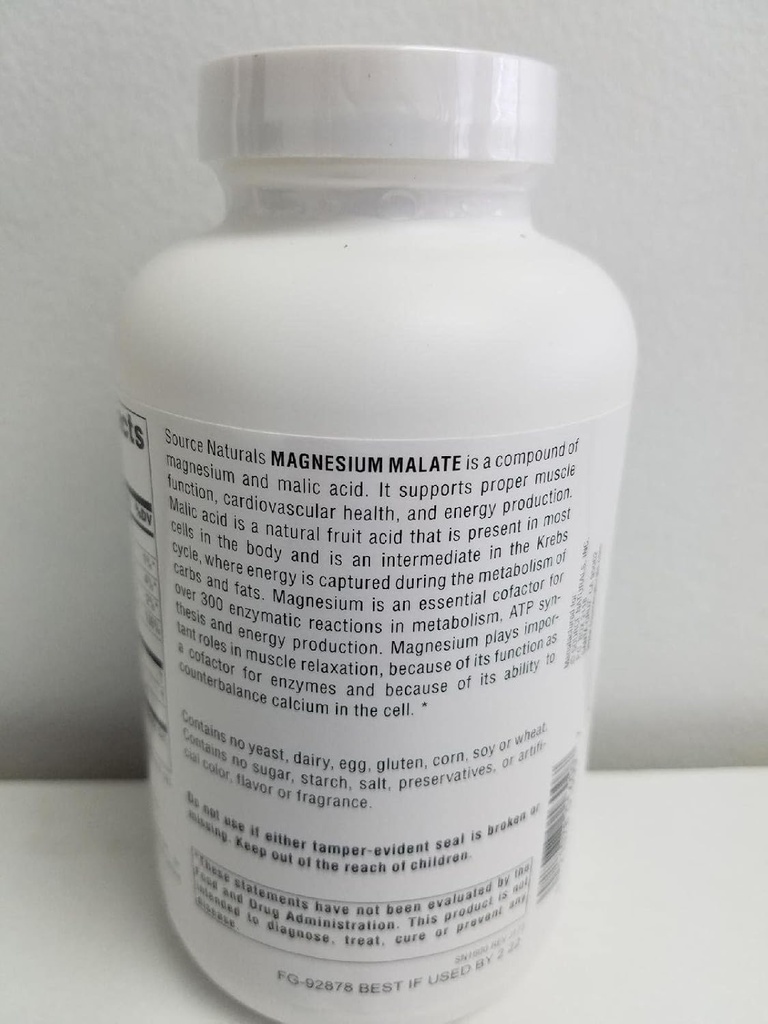 cts
%DV
Source Naturals MAGNESIUM MALATE is a compound of
magnesium and malic acid. It supports proper muscle
function, cardiovascular health, and energy production.
Malic acid is a natural fruit acid that is present in most
cells in the body and is an intermediate in the Krebs
cycle, where energy is captured during the metabolism of
carbs and fats. Magnesium is an essential cofactor for
over 300 enzymatic reactions in metabolism, ATP syn-
thesis and energy production. Magnesium plays impor-
tant roles in muscle relaxation, because of its function as
a cofactor for enzymes and because of its ability to
counterbalance calcium in the cell. *
Contains no yeast, dairy, egg, gluten, corn, soy or wheat.
Contains no sugar, starch, salt, preservatives, or artifi-
cial color, flavor or fragrance.
Do not use if either tamper-evident seal is broken or
missing. Keep out of the reach of children.
*These statements have not been evaluated by the
Food and Drug Administration. This product is not
intended to diagnose, treat, cure or prevent any
disease.
FG-92878 BEST IF USED BY 2 22